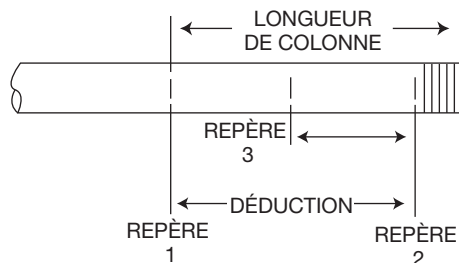 LONGUEUR
DE COLONNE
REPÈRE
3
DÉDUCTION
REPÈRE
1
REPÈRE
2